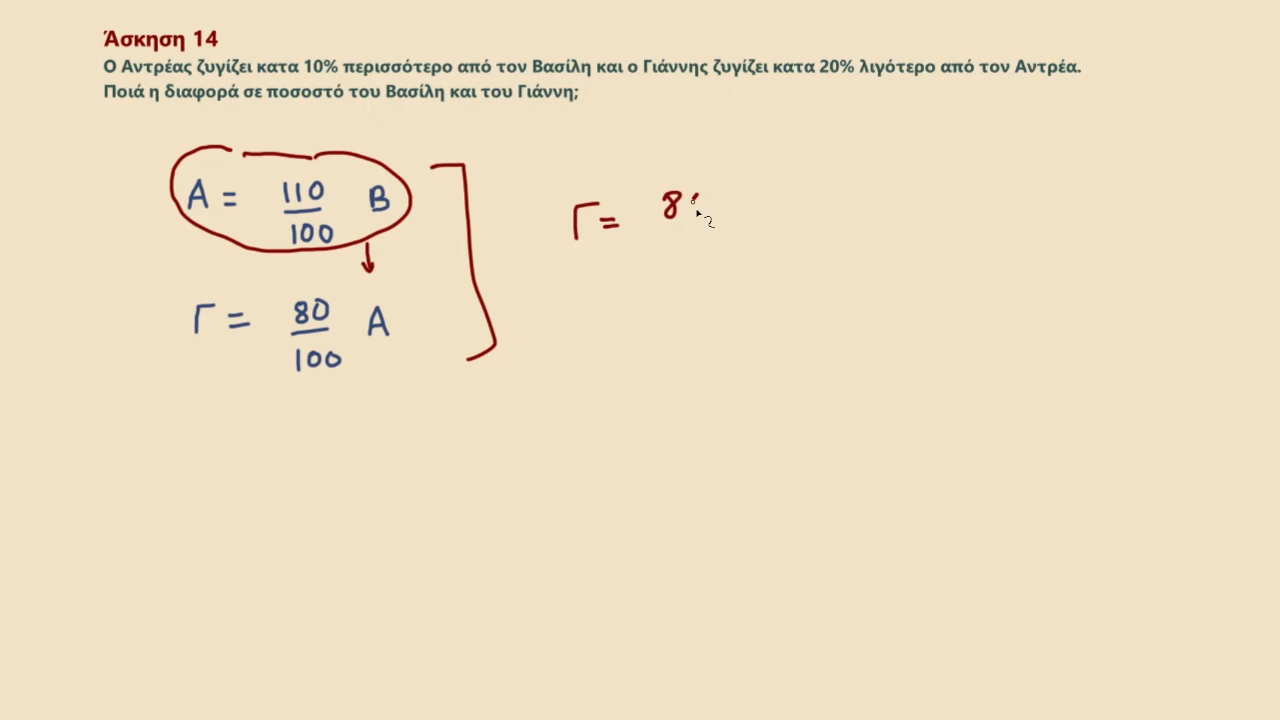 Άσκηση 14
Ο Αντρέας ζυγίζει κατα 10% περισσότερο από τον Βασίλη και ο Γιάννης ζυγίζει κατα 20% λιγότερο από τον Αντρέα.
Ποιά η διαφορά σε ποσοστό του Βασίλη και του Γιάννη;
Α = 110/100 Β
Γ = 80/100 Α
Γ = 8